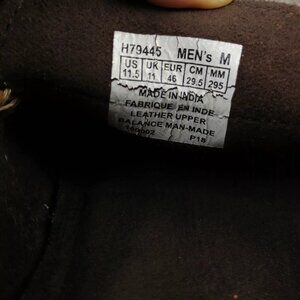 H79445 MEN's M
US UK EUR CM MM
11.5 11 46 29.5 295
MADE IN INDIA
FABRIQUE EN INDE
LEATHER UPPER
BALANCE MAN-MADE
160002 P18